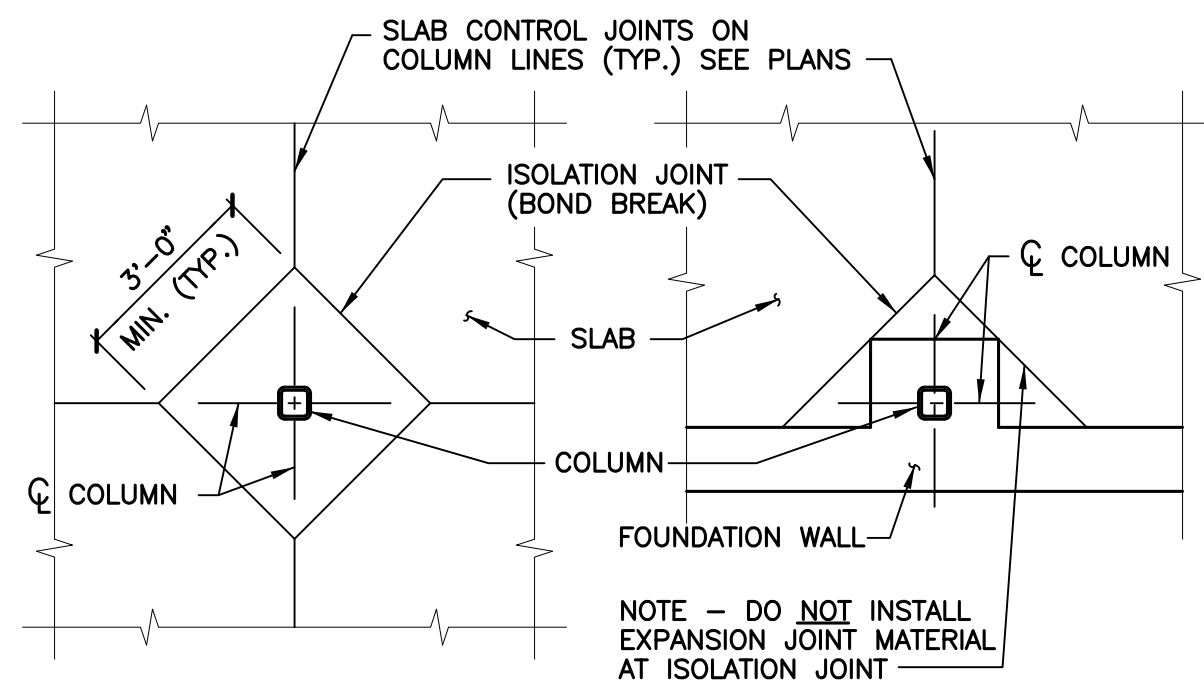 SLAB CONTROL JOINTS ON
COLUMN LINES (TYP.) SEE PLANS
ISOLATION JOINT
(BOND BREAK)
3'-0"
MIN. (TYP.)
℄ COLUMN
SLAB
COLUMN
℄ COLUMN
FOUNDATION WALL
NOTE - DO NOT INSTALL
EXPANSION JOINT MATERIAL
AT ISOLATION JOINT